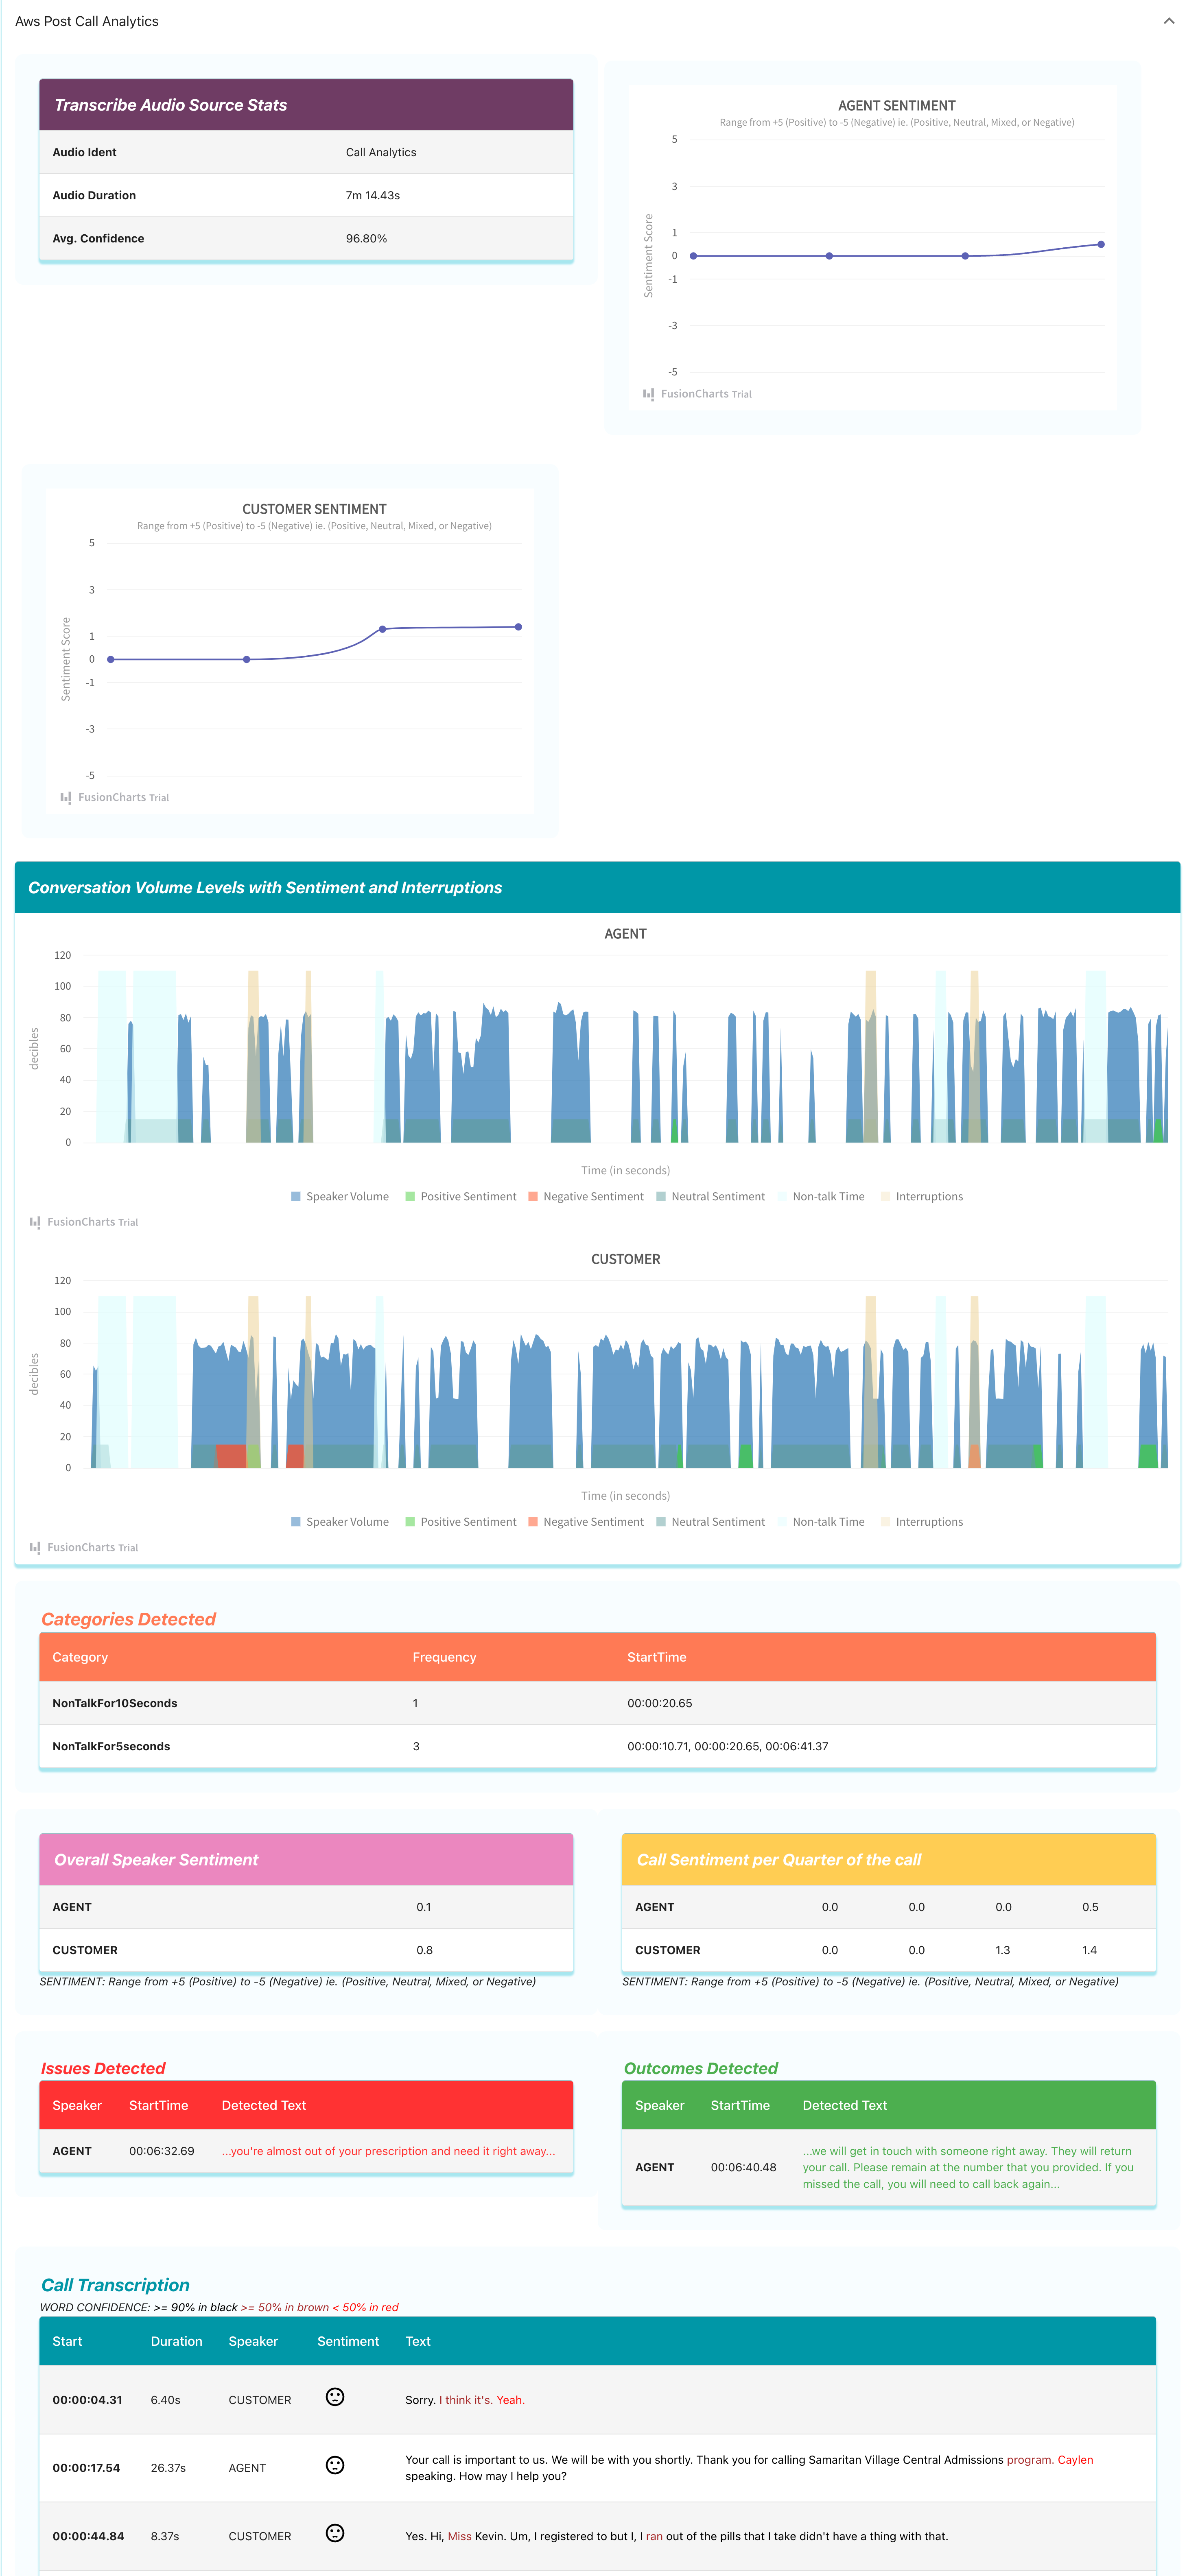 Aws Post Call Analytics
Transcribe Audio Source Stats
Audio Ident Call Analytics
Audio Duration 7m 14.43s
Avg. Confidence 96.80%
AGENT SENTIMENT
Range from +5 (Positive) to -5 (Negative) ie. (Positive, Neutral, Mixed, or Negative)
Sentiment Score
5
3
1
0
-1
-3
-5
FusionCharts Trial
CUSTOMER SENTIMENT
Range from +5 (Positive) to -5 (Negative) ie. (Positive, Neutral, Mixed, or Negative)
Sentiment Score
5
3
1
0
-1
-3
-5
FusionCharts Trial
Conversation Volume Levels with Sentiment and Interruptions
AGENT
decibles
120
100
80
60
40
20
0
Time (in seconds)
Speaker Volume Positive Sentiment Negative Sentiment Neutral Sentiment Non-talk Time Interruptions
FusionCharts Trial
CUSTOMER
decibles
120
100
80
60
40
20
0
Time (in seconds)
Speaker Volume Positive Sentiment Negative Sentiment Neutral Sentiment Non-talk Time Interruptions
FusionCharts Trial
Categories Detected
Category Frequency StartTime
NonTalkFor10Seconds 1 00:00:20.65
NonTalkFor5seconds 3 00:00:10.71, 00:00:20.65, 00:06:41.37
Overall Speaker Sentiment
AGENT 0.1
CUSTOMER 0.8
SENTIMENT: Range from +5 (Positive) to -5 (Negative) ie. (Positive, Neutral, Mixed, or Negative)
Call Sentiment per Quarter of the call
AGENT 0.0 0.0 0.0 0.5
CUSTOMER 0.0 0.0 1.3 1.4
SENTIMENT: Range from +5 (Positive) to -5 (Negative) ie. (Positive, Neutral, Mixed, or Negative)
Issues Detected
Speaker StartTime Detected Text
AGENT 00:06:32.69 ...you're almost out of your prescription and need it right away...
Outcomes Detected
Speaker StartTime Detected Text
AGENT 00:06:40.48 ...we will get in touch with someone right away. They will return
your call. Please remain at the number that you provided. If you
missed the call, you will need to call back again...
Call Transcription
WORD CONFIDENCE: >= 90% in black >= 50% in brown < 50% in red
Start Duration Speaker Sentiment Text
00:00:04.31 6.40s CUSTOMER Sorry. I think it's. Yeah.
00:00:17.54 26.37s AGENT Your call is important to us. We will be with you shortly. Thank you for calling Samaritan Village Central Admissions program. Caylen
speaking. How may I help you?
00:00:44.84 8.37s CUSTOMER Yes. Hi, Miss Kevin. Um, I registered to but I, I ran out of the pills that I take didn't have a thing with that.